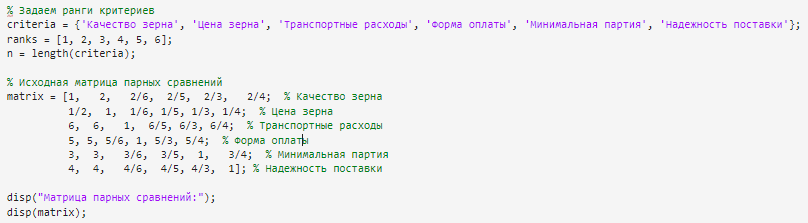 % Задаем ранги критериев
criteria = {'Качество зерна', 'Цена зерна', 'Транспортные расходы', 'Форма оплаты', 'Минимальная партия', 'Надежность поставки'};
ranks = [1, 2, 3, 4, 5, 6];
n = length(criteria);
% Исходная матрица парных сравнений
matrix = [1, 2, 2/6, 2/5, 2/3, 2/4; % Качество зерна
1/2, 1, 1/6, 1/5, 1/3, 1/4; % Цена зерна
6, 6, 1, 6/5, 6/3, 6/4; % Транспортные расходы
5, 5, 5/6, 1, 5/3, 5/4; % Форма оплаты
3, 3, 3/6, 3/5, 1, 3/4; % Минимальная партия
4, 4, 4/6, 4/5, 4/3, 1]; % Надежность поставки
disp("Матрица парных сравнений:");
disp(matrix);